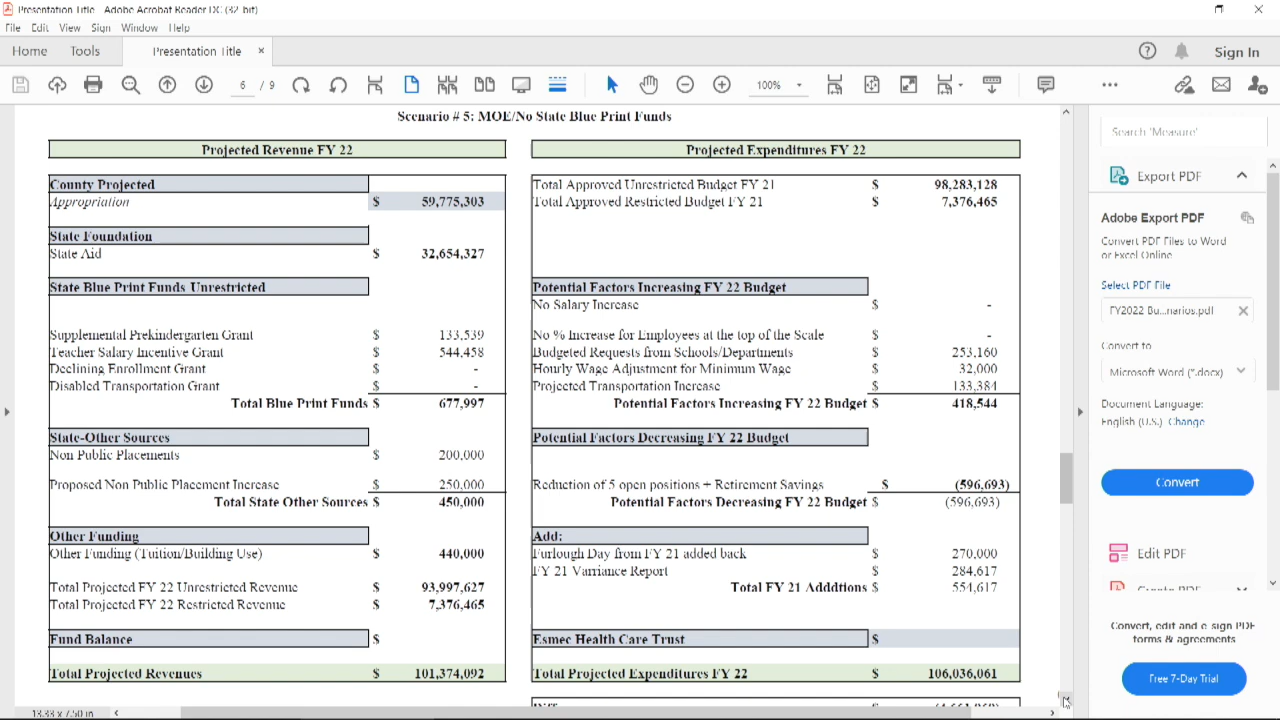 Presentation Title - Adobe Acrobat Reader DC (32-bit)
File Edit View Sign Window Help
Home Tools Presentation Title × Sign In
6 / 9 100%
Scenario # 5: MOE/No State Blue Print Funds
Projected Revenue FY 22
County Projected
Appropriation $ 59,775,303
State Foundation
State Aid $ 32,654,327
State Blue Print Funds Unrestricted
Supplemental Prekindergarten Grant $ 133,539
Teacher Salary Incentive Grant $ 544,458
Declining Enrollment Grant $ -
Disabled Transportation Grant $ -
Total Blue Print Funds $ 677,997
State-Other Sources
Non Public Placements $ 200,000
Proposed Non Public Placement Increase $ 250,000
Total State Other Sources $ 450,000
Other Funding
Other Funding (Tuition/Building Use) $ 440,000
Total Projected FY 22 Unrestricted Revenue $ 93,997,627
Total Projected FY 22 Restricted Revenue $ 7,376,465
Fund Balance $
Total Projected Revenues $ 101,374,092
Projected Expenditures FY 22
Total Approved Unrestricted Budget FY 21 $ 98,283,128
Total Approved Restricted Budget FY 21 $ 7,376,465
Potential Factors Increasing FY 22 Budget
No Salary Increase $ -
No % Increase for Employees at the top of the Scale $ -
Budgeted Requests from Schools/Departments $ 253,160
Hourly Wage Adjustment for Minimum Wage $ 32,000
Projected Transportation Increase $ 133,384
Potential Factors Increasing FY 22 Budget $ 418,544
Potential Factors Decreasing FY 22 Budget
Reduction of 5 open positions + Retirement Savings $ (596,693)
Potential Factors Decreasing FY 22 Budget $ (596,693)
Add:
Furlough Day from FY 21 added back $ 270,000
FY 21 Varriance Report $ 284,617
Total FY 21 Adddtions $ 554,617
Esmec Health Care Trust $
Total Projected Expenditures FY 22 $ 106,036,061
13.33 x 7.50 in
Search 'Measure'
Export PDF
Adobe Export PDF
Convert PDF Files to Word
or Excel Online
Select PDF File
FY2022 Bu...narios.pdf
Convert to
Microsoft Word (*.docx)
Document Language:
English (U.S.) Change
Convert
Edit PDF
Create PDF
Convert, edit and e-sign PDF
forms & agreements
Free 7-Day Trial